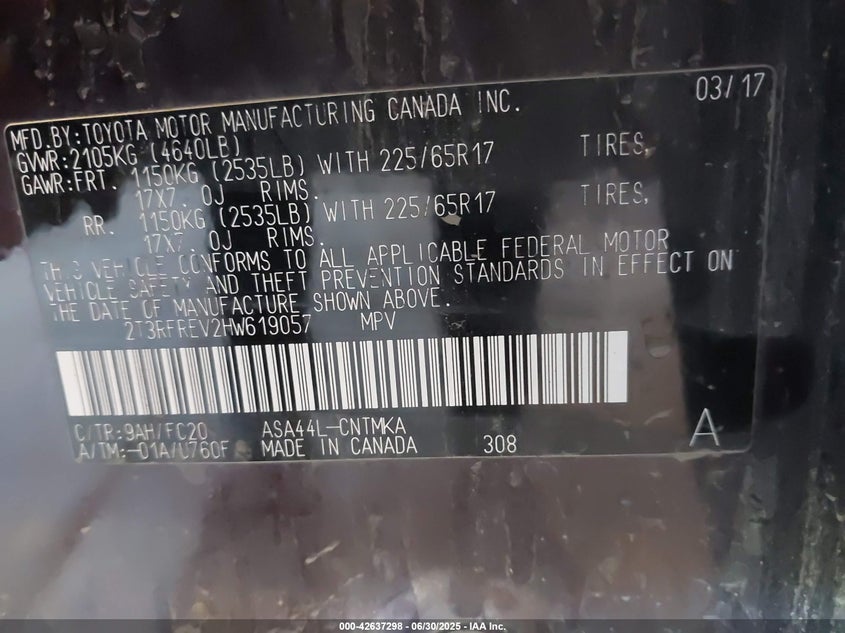 03/17
MFD.BY:TOYOTA MOTOR MANUFACTURING CANADA INC.
GVWR:2105KG (4640LB)
GAWR:FRT. 1150KG (2535LB) WITH 225/65R17 TIRES,
17X7.0J RIMS.
RR. 1150KG (2535LB) WITH 225/65R17 TIRES,
17X7.0J RIMS.
THIS VEHICLE CONFORMS TO ALL APPLICABLE FEDERAL MOTOR
VEHICLE SAFETY AND THEFT PREVENTION STANDARDS IN EFFECT ON
THE DATE OF MANUFACTURE SHOWN ABOVE.
2T3RFREV2HW619057 MPV
C/TR:9AH/FC20 ASA44L-CNTMKA
A/TM:-01A/U760F MADE IN CANADA 308 A
000-42637298 - 06/30/2025 - IAA Inc.